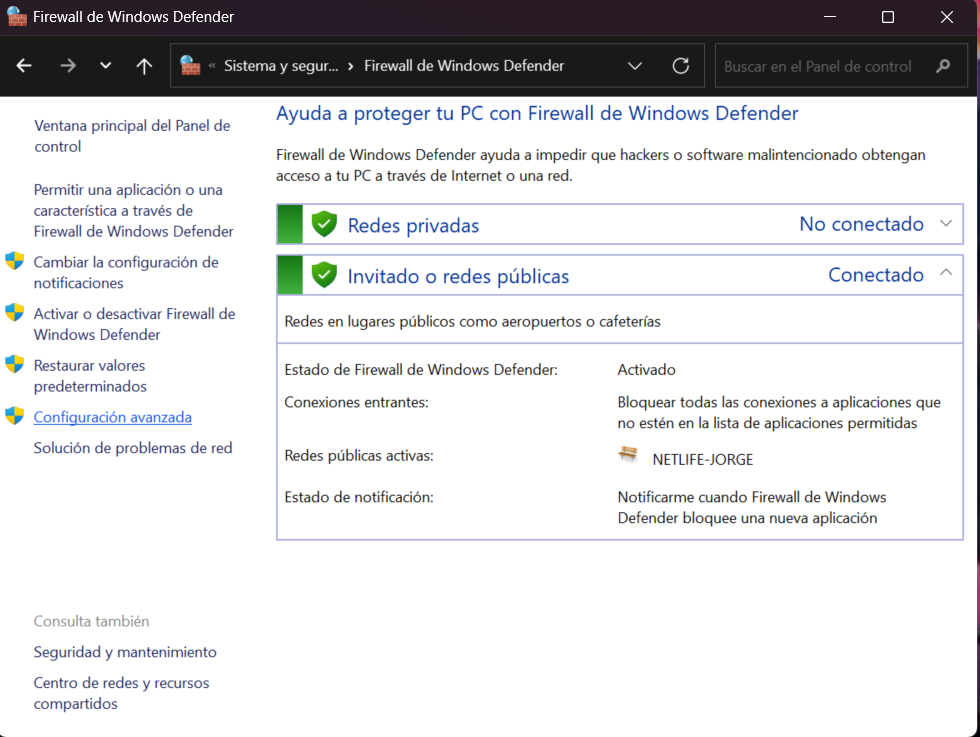 Firewall de Windows Defender
« Sistema y segur... › Firewall de Windows Defender
Buscar en el Panel de control
Ventana principal del Panel de
control
Permitir una aplicación o una
característica a través de
Firewall de Windows Defender
Cambiar la configuración de
notificaciones
Activar o desactivar Firewall de
Windows Defender
Restaurar valores
predeterminados
Configuración avanzada
Solución de problemas de red
Consulta también
Seguridad y mantenimiento
Centro de redes y recursos
compartidos
Ayuda a proteger tu PC con Firewall de Windows Defender
Firewall de Windows Defender ayuda a impedir que hackers o software malintencionado obtengan
acceso a tu PC a través de Internet o una red.
Redes privadas No conectado
Invitado o redes públicas Conectado
Redes en lugares públicos como aeropuertos o cafeterías
Estado de Firewall de Windows Defender: Activado
Conexiones entrantes: Bloquear todas las conexiones a aplicaciones que
no estén en la lista de aplicaciones permitidas
Redes públicas activas: NETLIFE-JORGE
Estado de notificación: Notificarme cuando Firewall de Windows
Defender bloquee una nueva aplicación